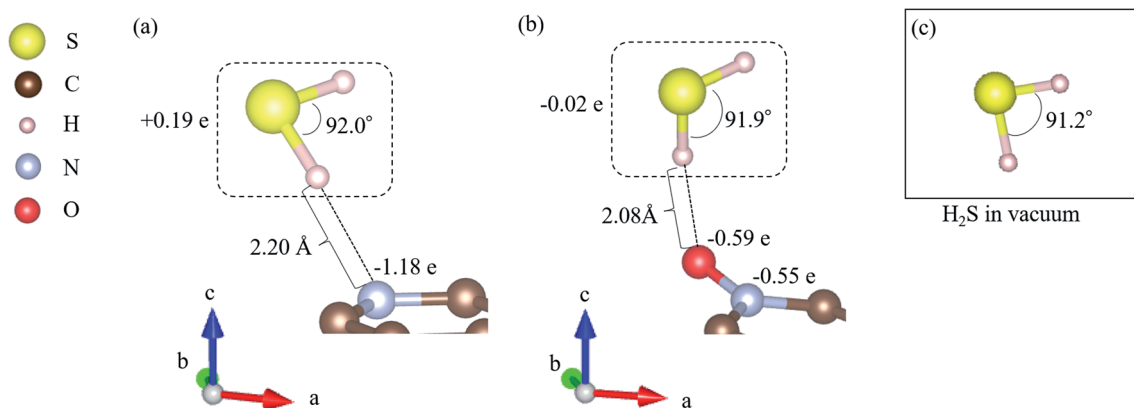 S
C
H
N
O
(a)
+0.19 e
92.0°
2.20 Å
-1.18 e
c
b
a
(b)
-0.02 e
91.9°
2.08Å
-0.59 e
-0.55 e
c
b
a
(c)
91.2°
H₂S in vacuum